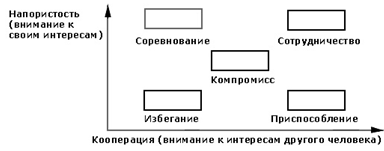 Напористость
(внимание к
своим интересам)
Соревнование
Сотрудничество
Компромисс
Избегание
Приспособление
Кооперация (внимание к интересам другого человека)